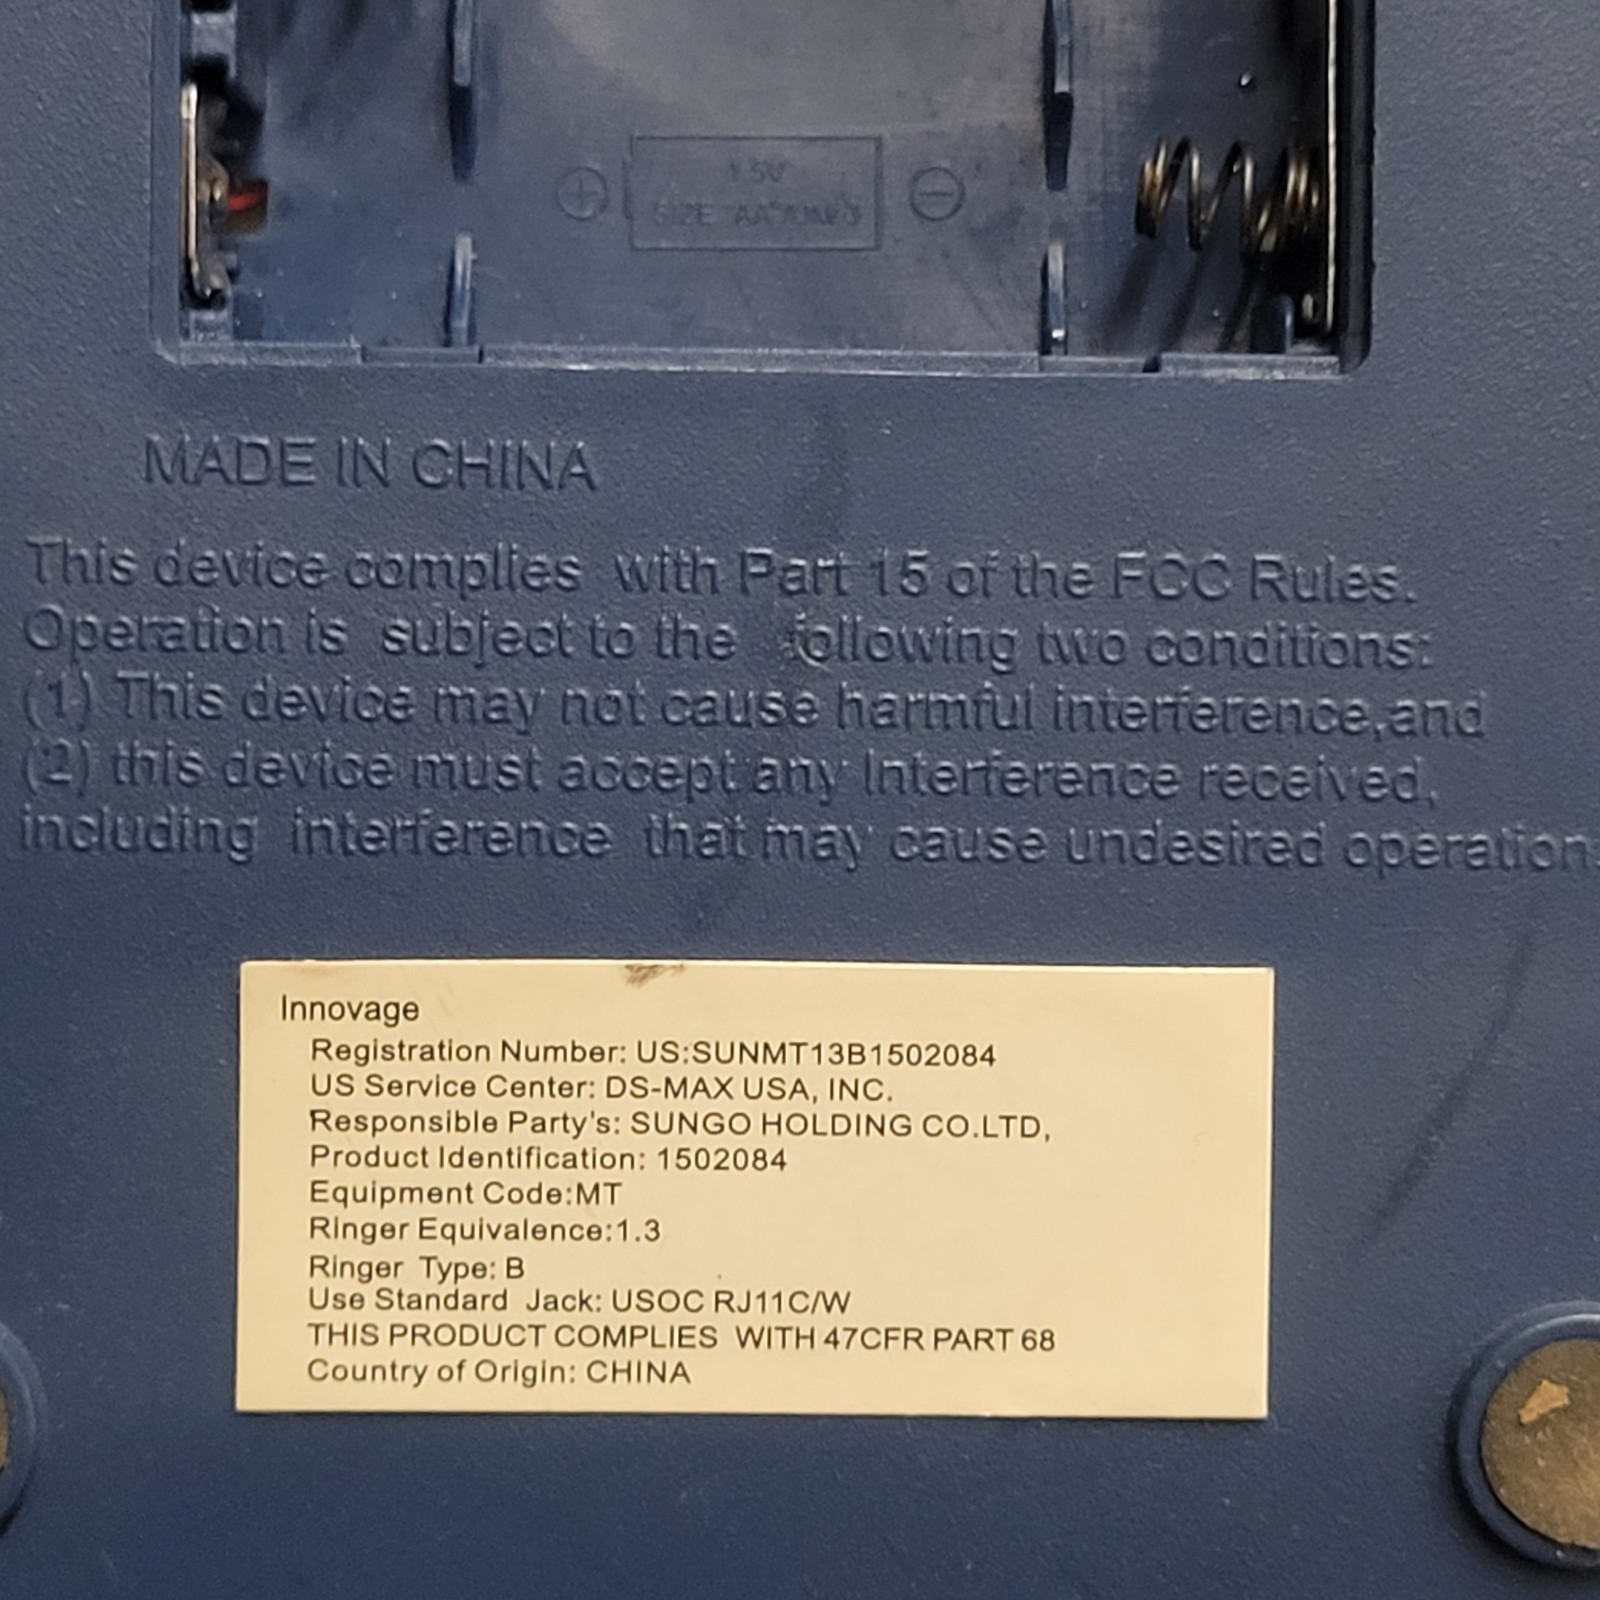 1.5V
SIZE "AA"/UM-3
MADE IN CHINA
This device complies with Part 15 of the FCC Rules.
Operation is subject to the following two conditions:
(1) This device may not cause harmful interference,and
(2) this device must accept any Interference received,
including interference that may cause undesired operation.
Innovage
Registration Number: US:SUNMT13B1502084
US Service Center: DS-MAX USA, INC.
Responsible Party's: SUNGO HOLDING CO.LTD,
Product Identification: 1502084
Equipment Code:MT
Ringer Equivalence:1.3
Ringer Type: B
Use Standard Jack: USOC RJ11C/W
THIS PRODUCT COMPLIES WITH 47CFR PART 68
Country of Origin: CHINA